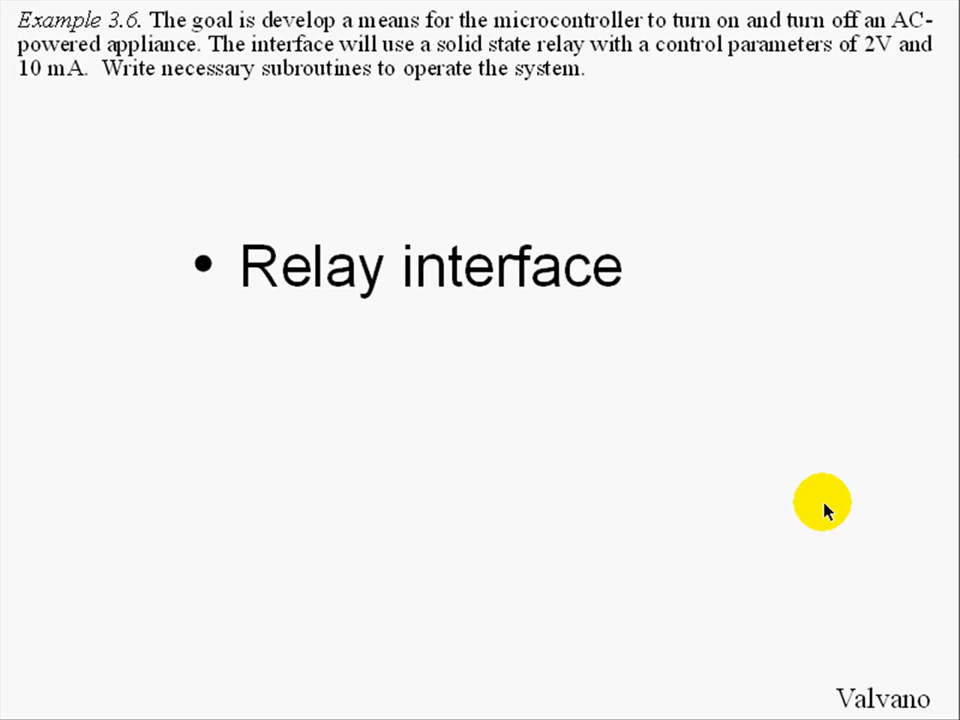 Example 3.6. The goal is develop a means for the microcontroller to turn on and turn off an AC-
powered appliance. The interface will use a solid state relay with a control parameters of 2V and
10 mA. Write necessary subroutines to operate the system.
• Relay interface
Valvano